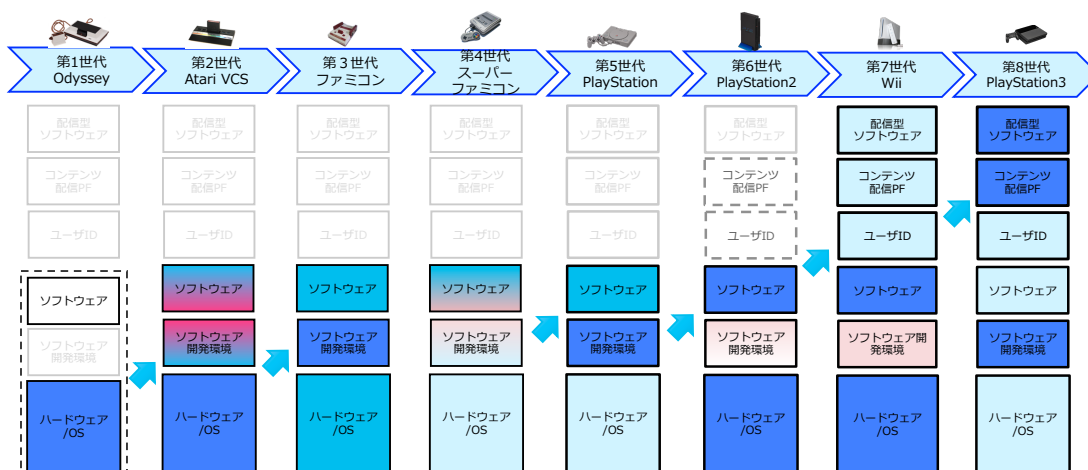 第1世代
Odyssey
第2世代
Atari VCS
第３世代
ファミコン
第4世代
スーパー
ファミコン
第5世代
PlayStation
第6世代
PlayStation2
第7世代
Wii
第8世代
PlayStation3
配信型
ソフトウェア
配信型
ソフトウェア
配信型
ソフトウェア
配信型
ソフトウェア
配信型
ソフトウェア
配信型
ソフトウェア
配信型
ソフトウェア
配信型
ソフトウェア
コンテンツ
配信PF
コンテンツ
配信PF
コンテンツ
配信PF
コンテンツ
配信PF
コンテンツ
配信PF
コンテンツ
配信PF
コンテンツ
配信PF
コンテンツ
配信PF
ユーザID
ユーザID
ユーザID
ユーザID
ユーザID
ユーザID
ユーザID
ユーザID
ソフトウェア
ソフトウェア
ソフトウェア
ソフトウェア
ソフトウェア
ソフトウェア
ソフトウェア
ソフトウェア
ソフトウェア
開発環境
ソフトウェア
開発環境
ソフトウェア
開発環境
ソフトウェア
開発環境
ソフトウェア
開発環境
ソフトウェア
開発環境
ソフトウェア開
発環境
ソフトウェア
開発環境
ハードウェア
/OS
ハードウェア
/OS
ハードウェア
/OS
ハードウェア
/OS
ハードウェア
/OS
ハードウェア
/OS
ハードウェア
/OS
ハードウェア
/OS